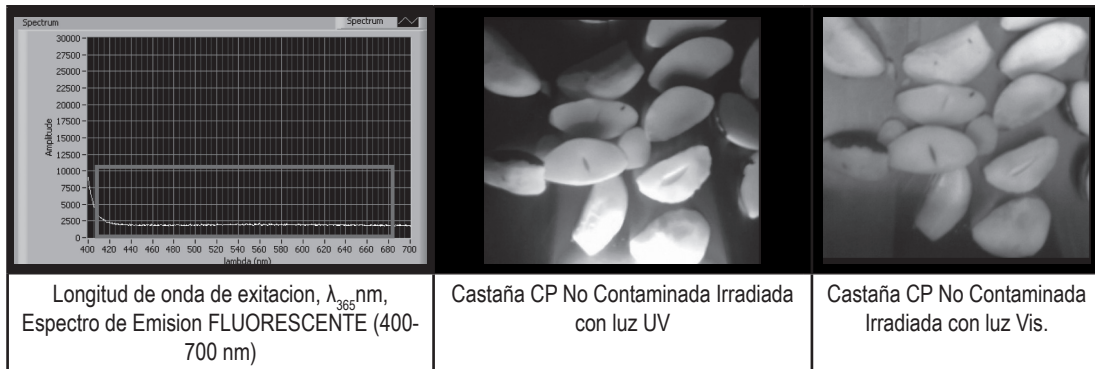 Spectrum
Spectrum
30000
27500
25000
22500
20000
17500
15000
12500
10000
7500
5000
2500
0
Amplitude
400 420 440 460 480 500 520 540 560 580 600 620 640 660 680 700
lambda (nm)
Longitud de onda de exitacion, λ365nm,
Espectro de Emision FLUORESCENTE (400-
700 nm)
Castaña CP No Contaminada Irradiada
con luz UV
Castaña CP No Contaminada
Irradiada con luz Vis.